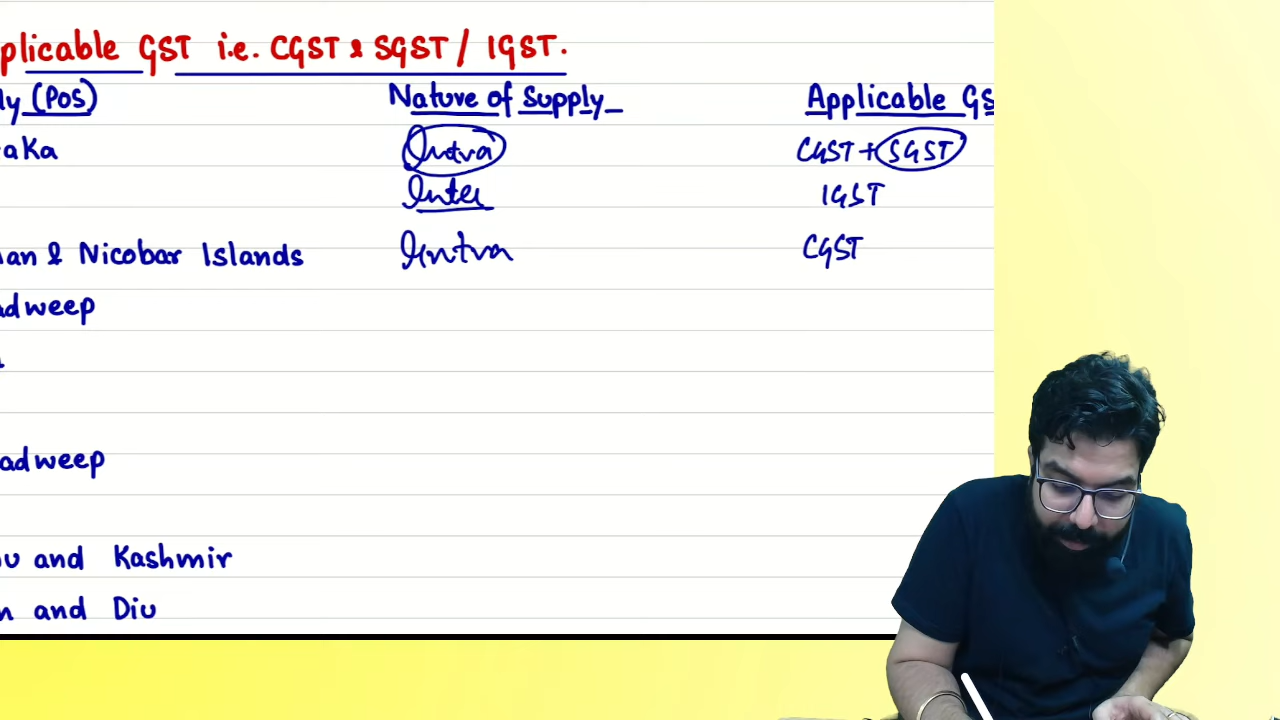 plicable GST i.e. CGST & SGST / IGST.
ly (POS) Nature of Supply Applicable GS
aka Intra CGST + SGST
Inter IGST
an & Nicobar Islands Intra CGST
adweep
adweep
u and Kashmir
n and Diu